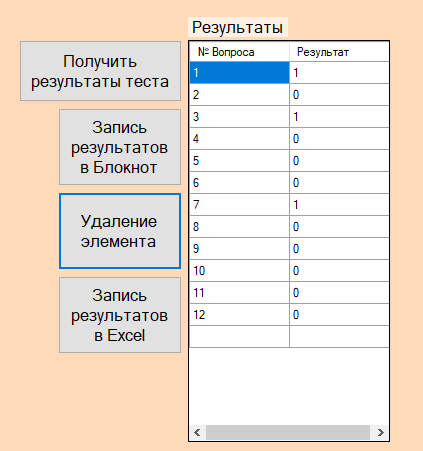 Результаты
Получить
результаты теста
Запись
результатов
в Блокнот
Удаление
элемента
Запись
результатов
в Excel
№ Вопроса Результат
1 1
2 0
3 1
4 0
5 0
6 0
7 1
8 0
9 0
10 0
11 0
12 0